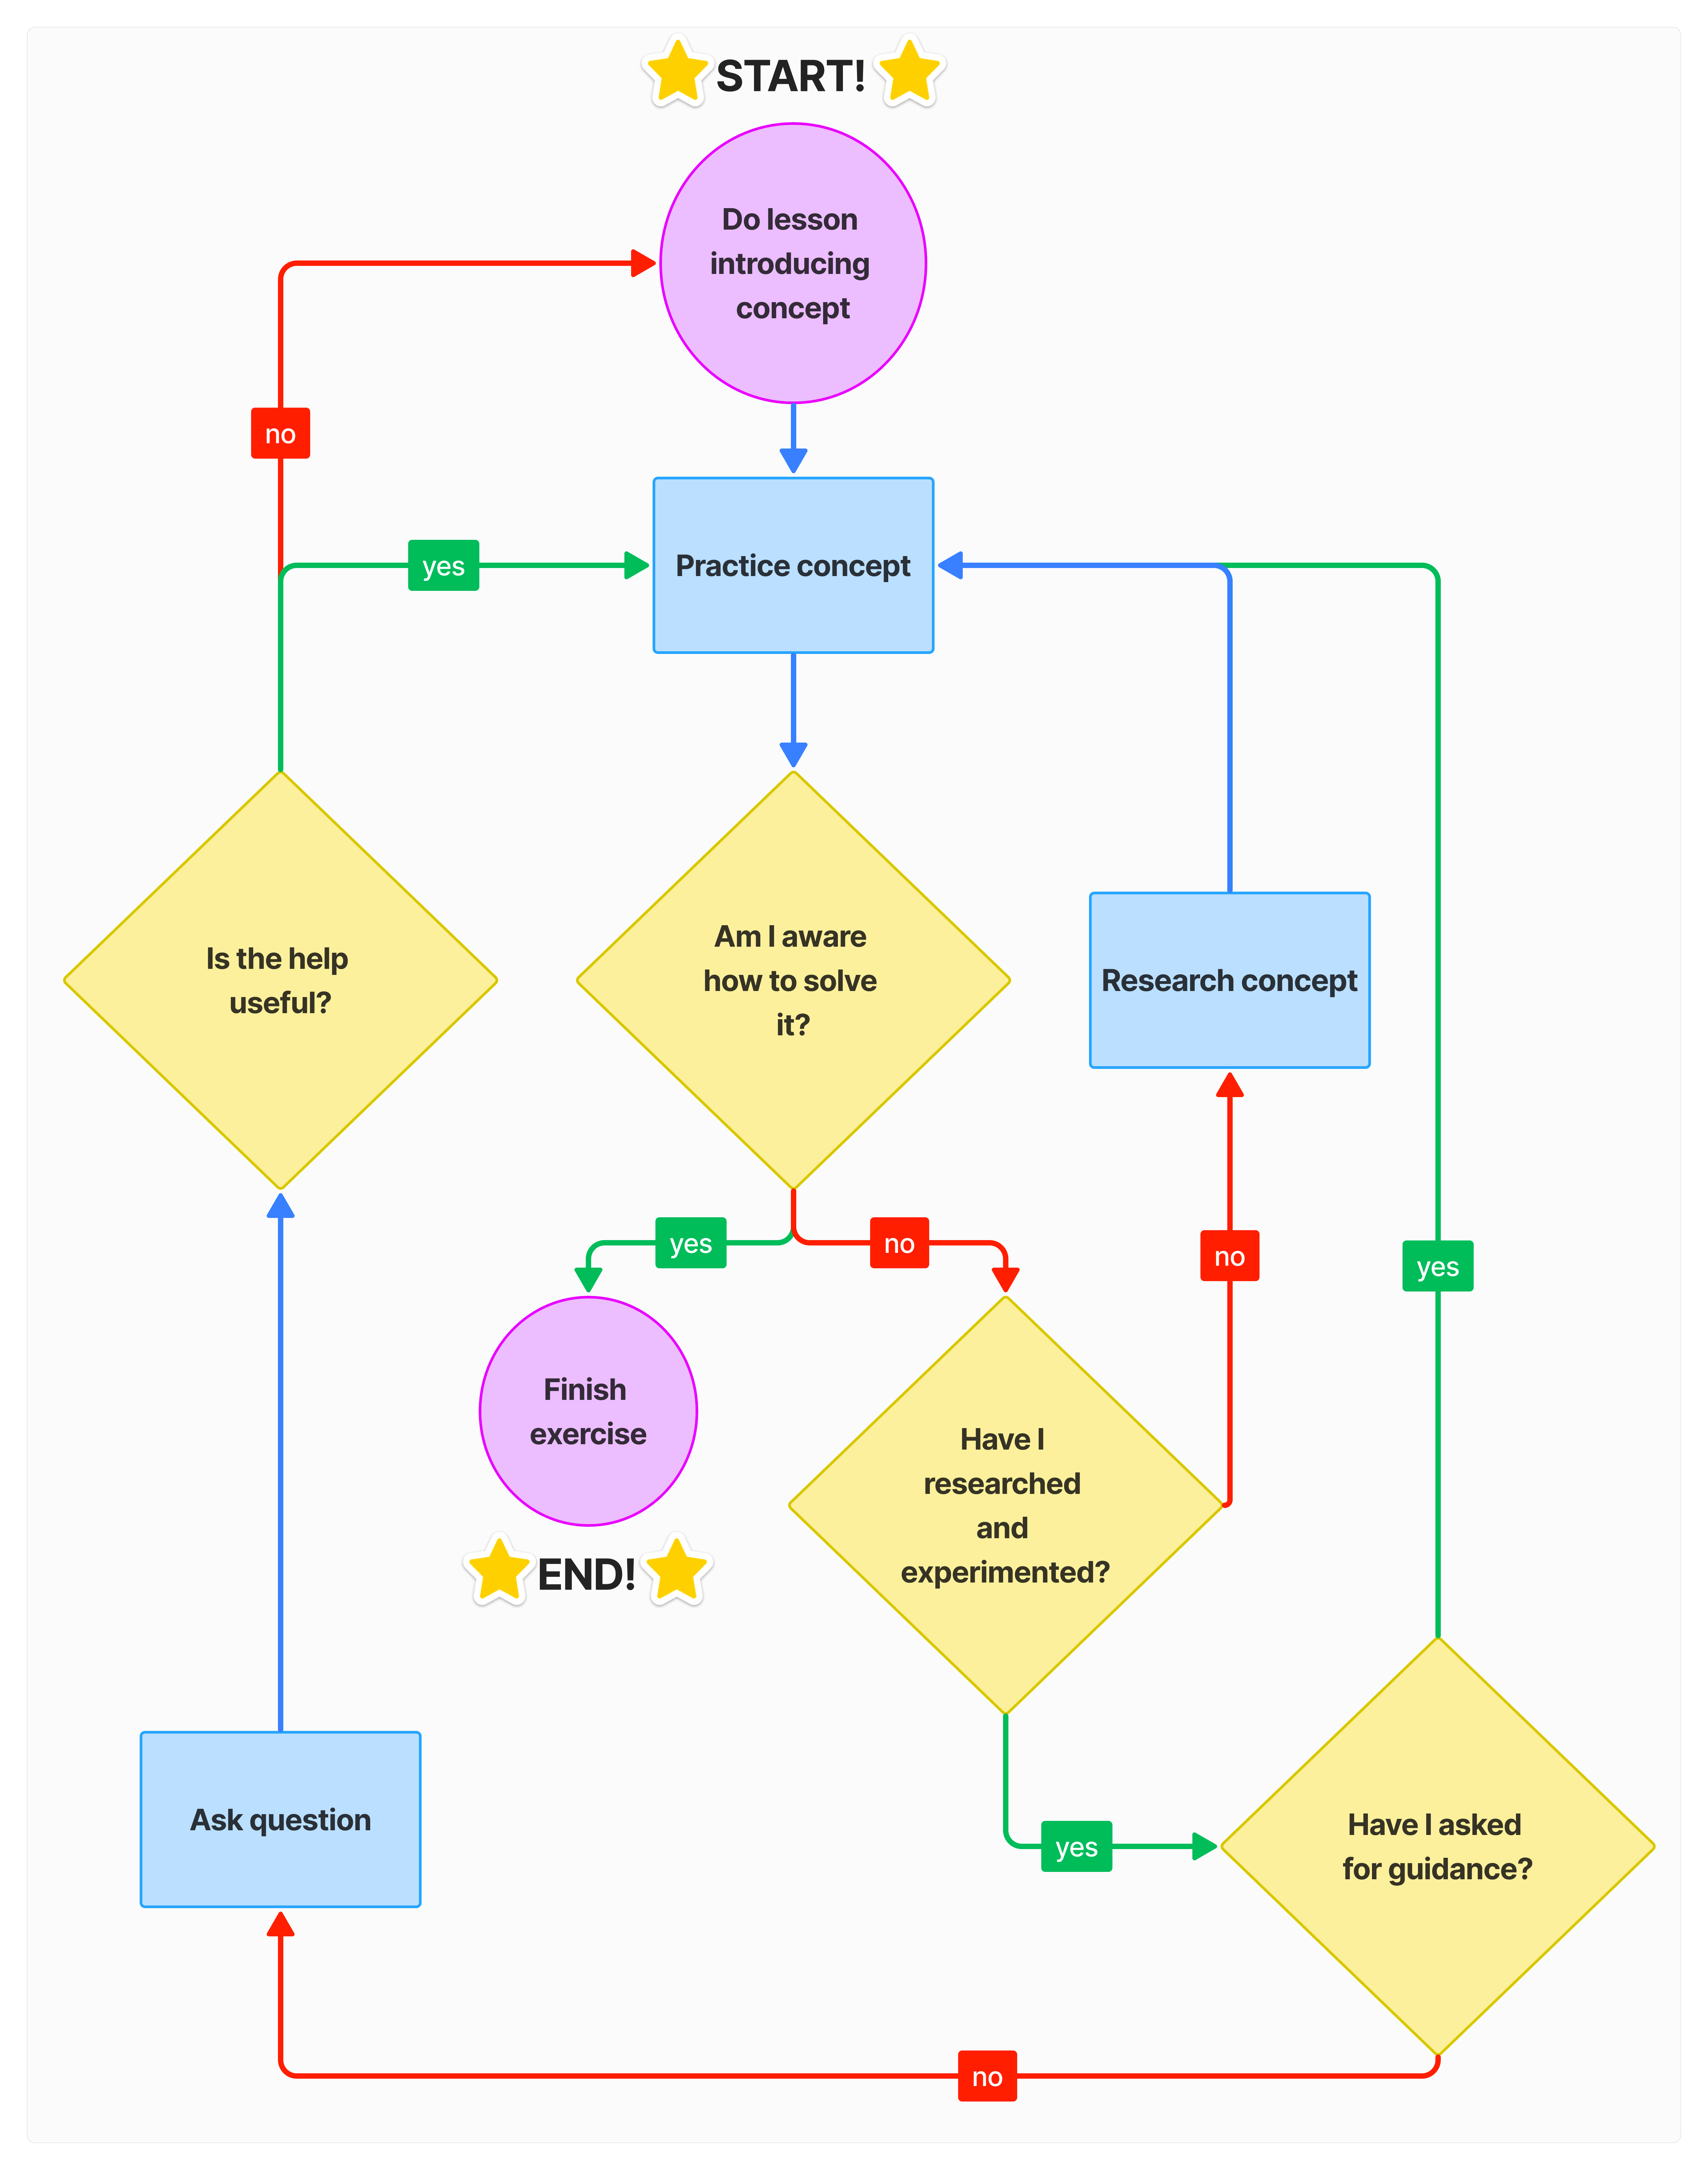 START!
Do lesson
introducing
concept
no
yes
Practice concept
Is the help
useful?
Am I aware
how to solve
it?
Research concept
yes
no
no
yes
Finish
exercise
Have I
researched
and
experimented?
END!
Ask question
yes
Have I asked
for guidance?
no